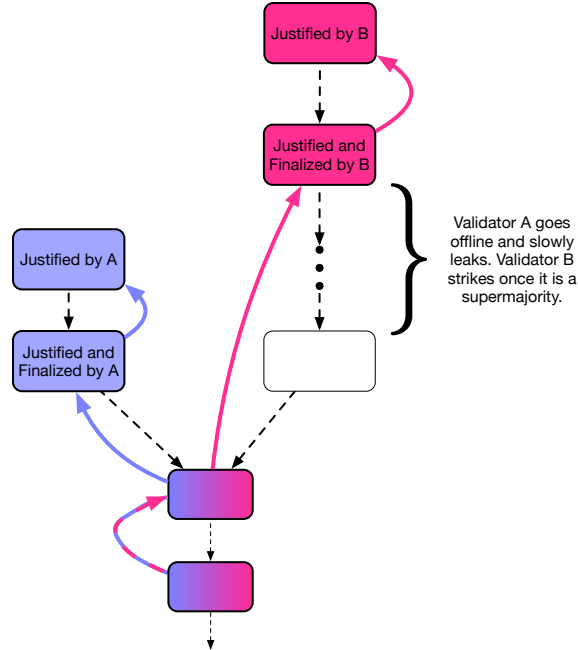 Justified by B
Justified and
Finalized by B
Validator A goes
offline and slowly
leaks. Validator B
strikes once it is a
supermajority.
Justified by A
Justified and
Finalized by A